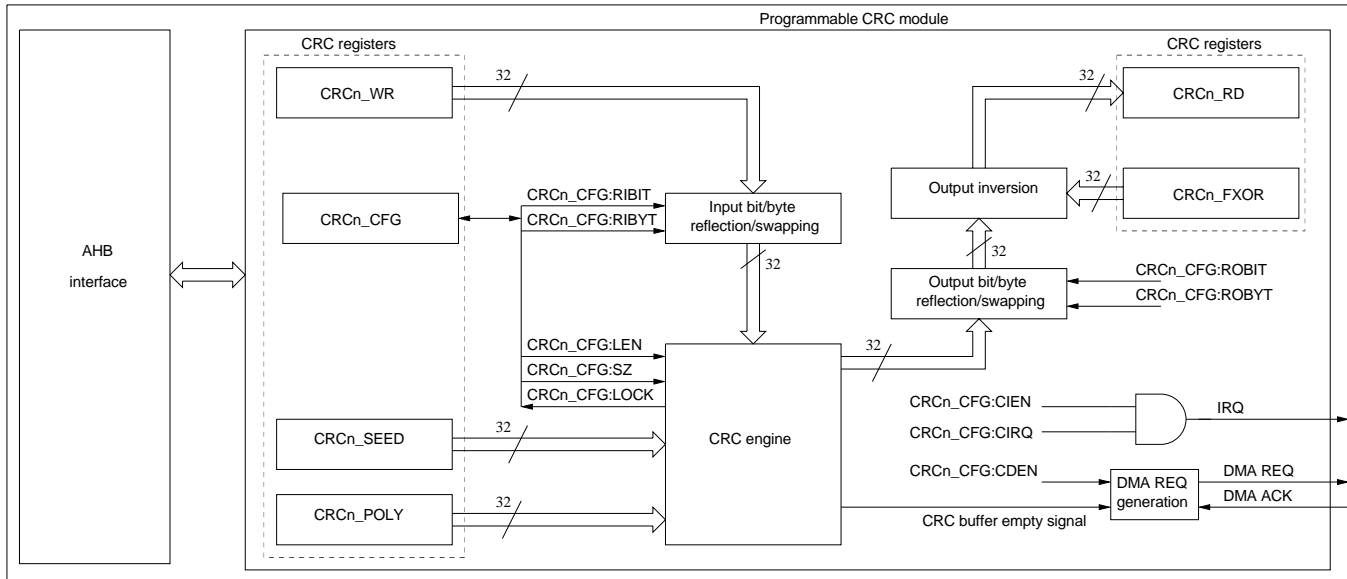 Programmable CRC module
CRC registers
CRC registers
CRCn_WR
32
32
CRCn_RD
CRCn_CFG
CRCn_CFG:RIBIT
CRCn_CFG:RIBYT
Input bit/byte
reflection/swapping
32
Output inversion
32
CRCn_FXOR
32
Output bit/byte
reflection/swapping
CRCn_CFG:ROBIT
CRCn_CFG:ROBYT
AHB
interface
CRCn_CFG:LEN
CRCn_CFG:SZ
CRCn_CFG:LOCK
CRC engine
32
CRCn_SEED
32
CRCn_POLY
32
CRCn_CFG:CIEN
CRCn_CFG:CIRQ
IRQ
CRCn_CFG:CDEN
DMA REQ
generation
DMA REQ
DMA ACK
CRC buffer empty signal